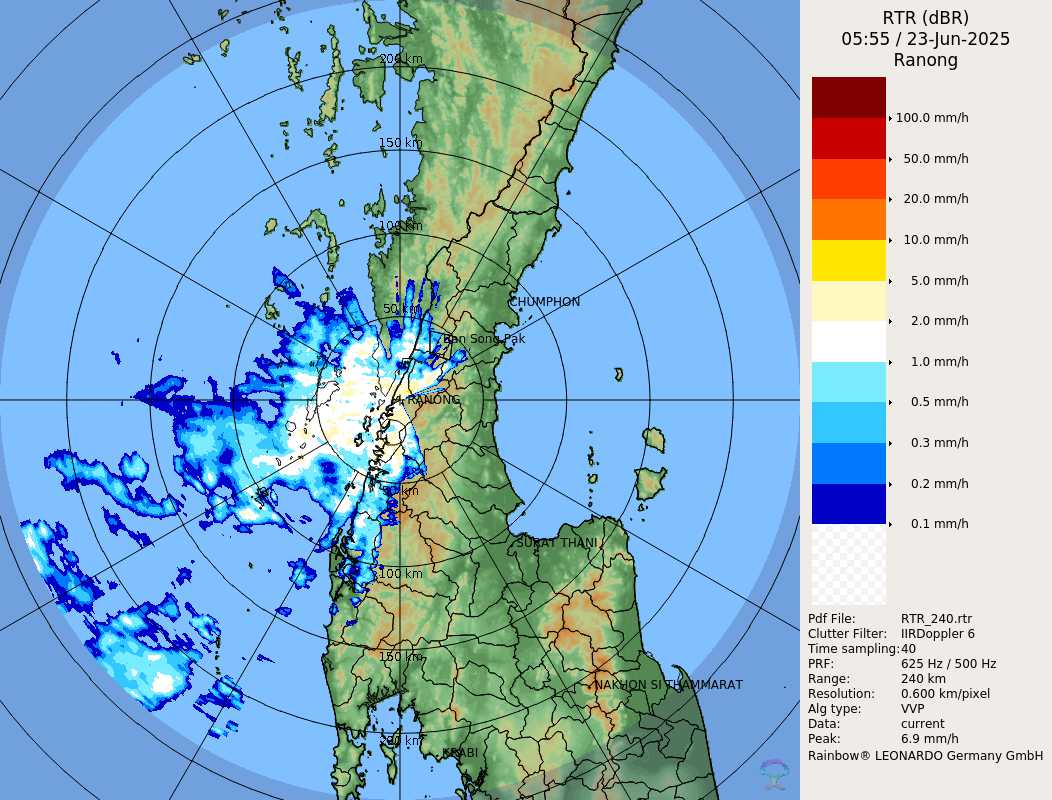 RTR (dBR)
05:55 / 23-Jun-2025
Ranong
100.0 mm/h
50.0 mm/h
20.0 mm/h
10.0 mm/h
5.0 mm/h
2.0 mm/h
1.0 mm/h
0.5 mm/h
0.3 mm/h
0.2 mm/h
0.1 mm/h
Pdf File: RTR_240.rtr
Clutter Filter: IIRDoppler 6
Time sampling:40
PRF: 625 Hz / 500 Hz
Range: 240 km
Resolution: 0.600 km/pixel
Alg type: VVP
Data: current
Peak: 6.9 mm/h
Rainbow® LEONARDO Germany GmbH
200 km
150 km
100 km
50 km
CHUMPHON
Ban Song Pak
RANONG
50 km
SURAT THANI
100 km
150 km
NAKHON SI THAMMARAT
200 km
KRABI